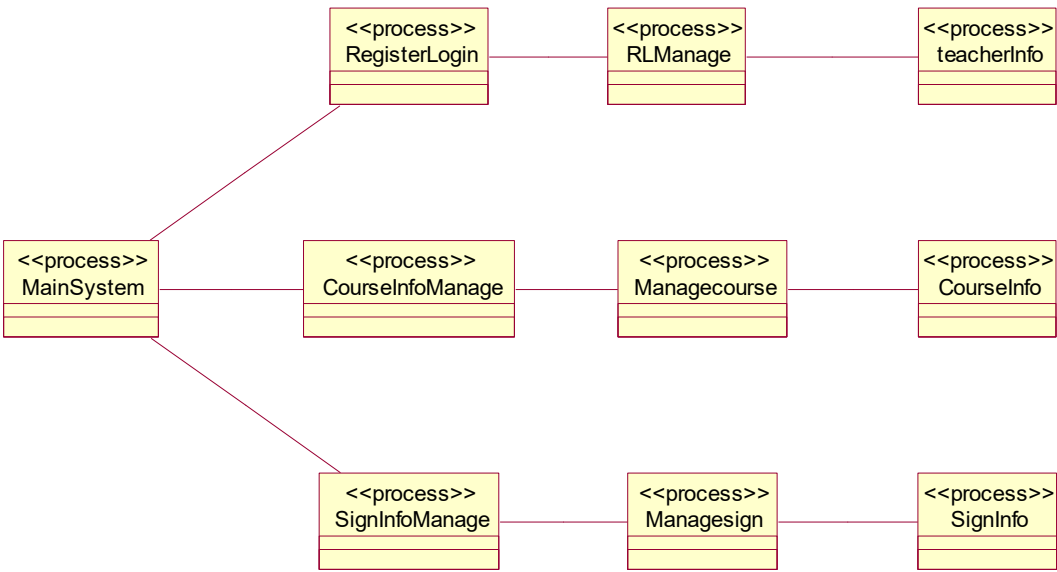 <<process>>
RegisterLogin
<<process>>
RLManage
<<process>>
teacherInfo
<<process>>
MainSystem
<<process>>
CourseInfoManage
<<process>>
Managecourse
<<process>>
CourseInfo
<<process>>
SignInfoManage
<<process>>
Managesign
<<process>>
SignInfo